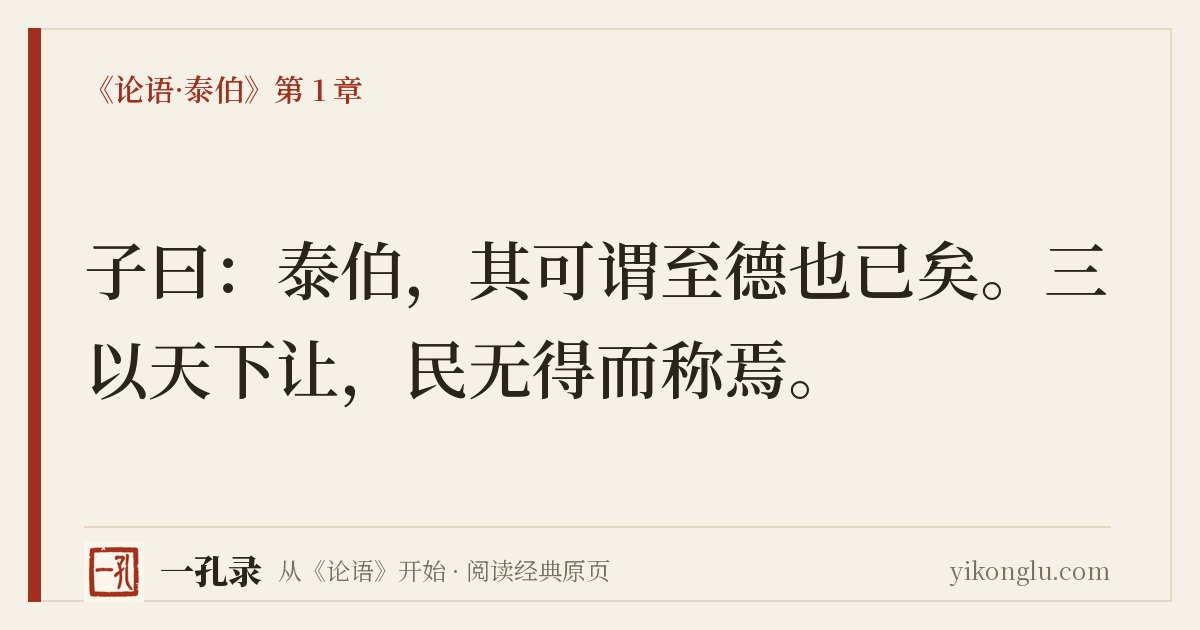 《论语·泰伯》第 1 章
子曰：泰伯，其可谓至德也已矣。三
以天下让，民无得而称焉。
一孔
一孔录 从《论语》开始 · 阅读经典原页 yikonglu.com